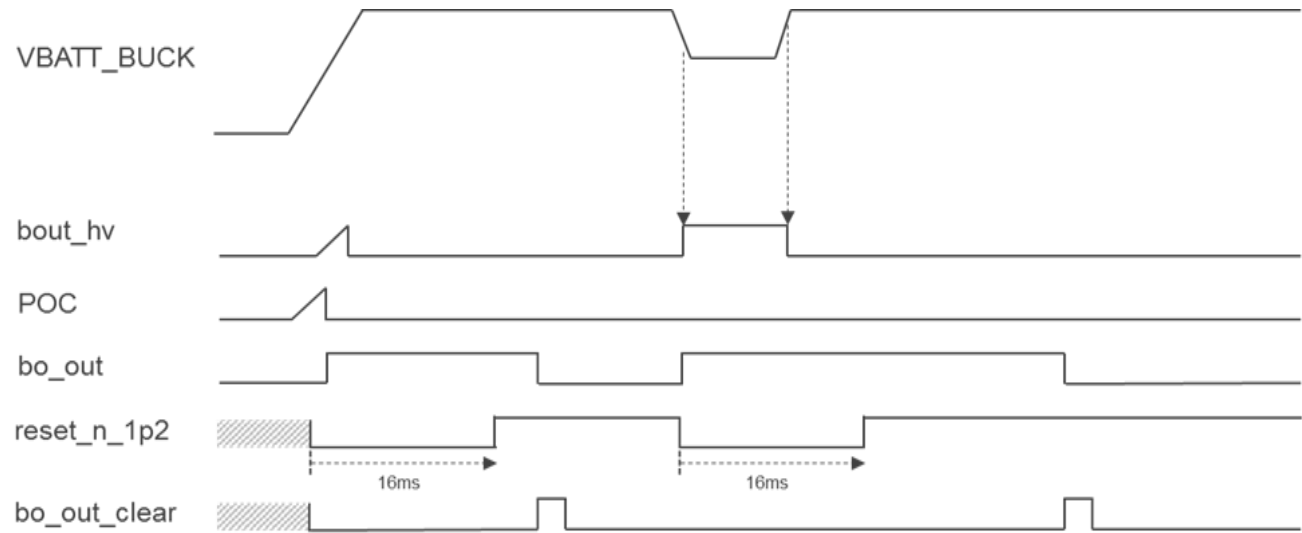 VBATT_BUCK
bout_hv
POC
bo_out
reset_n_1p2
16ms 16ms
bo_out_clear